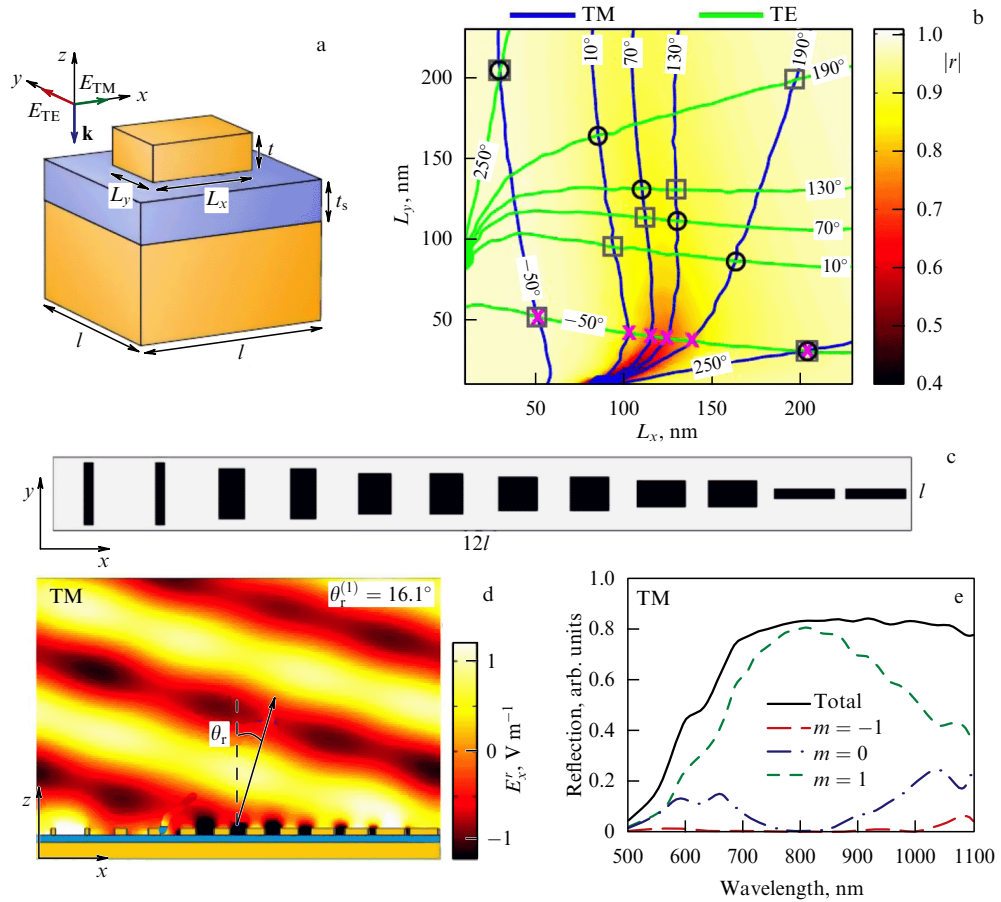 a
z
y
E_TM
x
E_TE
k
t
L_y
L_x
t_s
l
l
TM
TE
b
10°
70°
130°
190°
190°
|r|
250°
130°
70°
10°
−50°
−50°
250°
200
150
100
50
L_y, nm
50
100
150
200
L_x, nm
1.0
0.9
0.8
0.7
0.6
0.5
0.4
c
y
x
l
12l
TM
θ_r^(1) = 16.1°
d
θ_r
z
x
1
0
−1
E_x^r, V m⁻¹
TM
e
1.0
0.8
0.6
0.4
0.2
0
Reflection, arb. units
Total
m = −1
m = 0
m = 1
500
600
700
800
900
1000
1100
Wavelength, nm